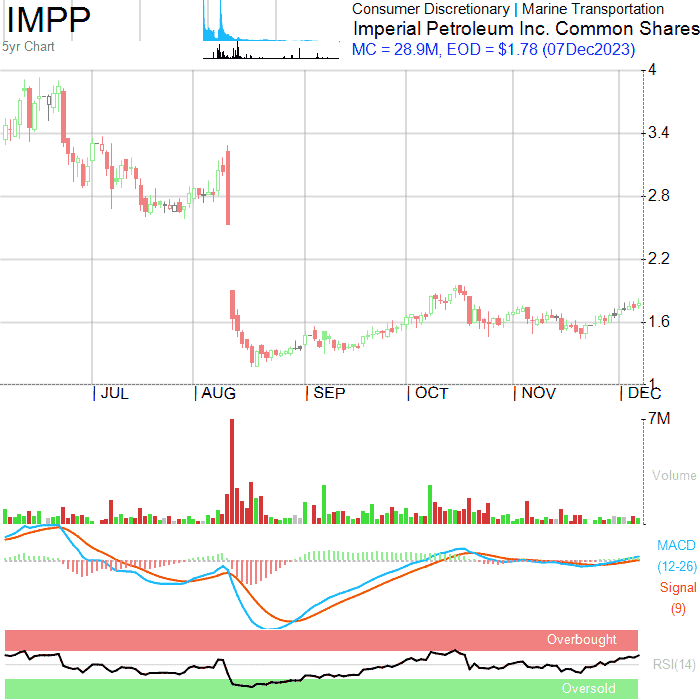 IMPP
5yr Chart
Consumer Discretionary | Marine Transportation
Imperial Petroleum Inc. Common Shares
MC = 28.9M, EOD = $1.78 (07Dec2023)
4
3.4
2.8
2.2
1.6
1
JUL AUG SEP OCT NOV DEC
7M
Volume
MACD
(12-26)
Signal
(9)
Overbought
RSI(14)
Oversold